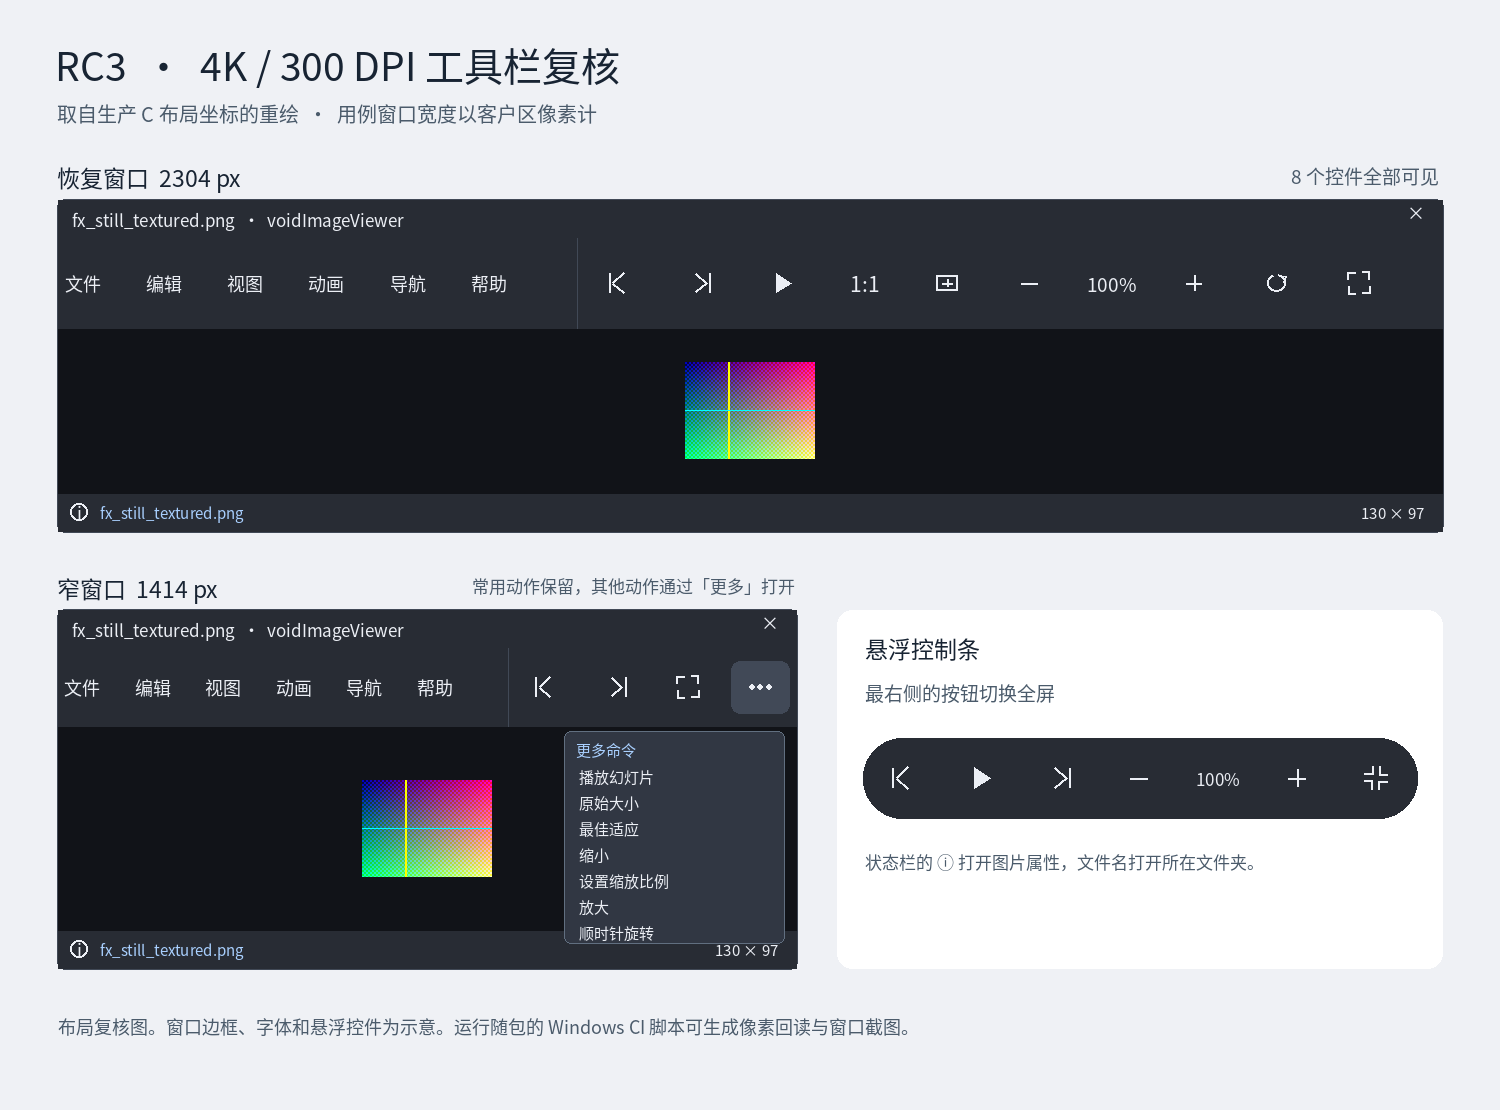 RC3 · 4K / 300 DPI 工具栏复核
取自生产 C 布局坐标的重绘 · 用例窗口宽度以客户区像素计
恢复窗口 2304 px
8 个控件全部可见
fx_still_textured.png · voidImageViewer
文件 编辑 视图 动画 导航 帮助 1:1 100%
fx_still_textured.png
130 × 97
窄窗口 1414 px
常用动作保留，其他动作通过「更多」打开
fx_still_textured.png · voidImageViewer
文件 编辑 视图 动画 导航 帮助
更多命令
播放幻灯片
原始大小
最佳适应
缩小
设置缩放比例
放大
顺时针旋转
fx_still_textured.png
130 × 97
悬浮控制条
最右侧的按钮切换全屏
100%
状态栏的 ⓘ 打开图片属性，文件名打开所在文件夹。
布局复核图。窗口边框、字体和悬浮控件为示意。运行随包的 Windows CI 脚本可生成像素回读与窗口截图。